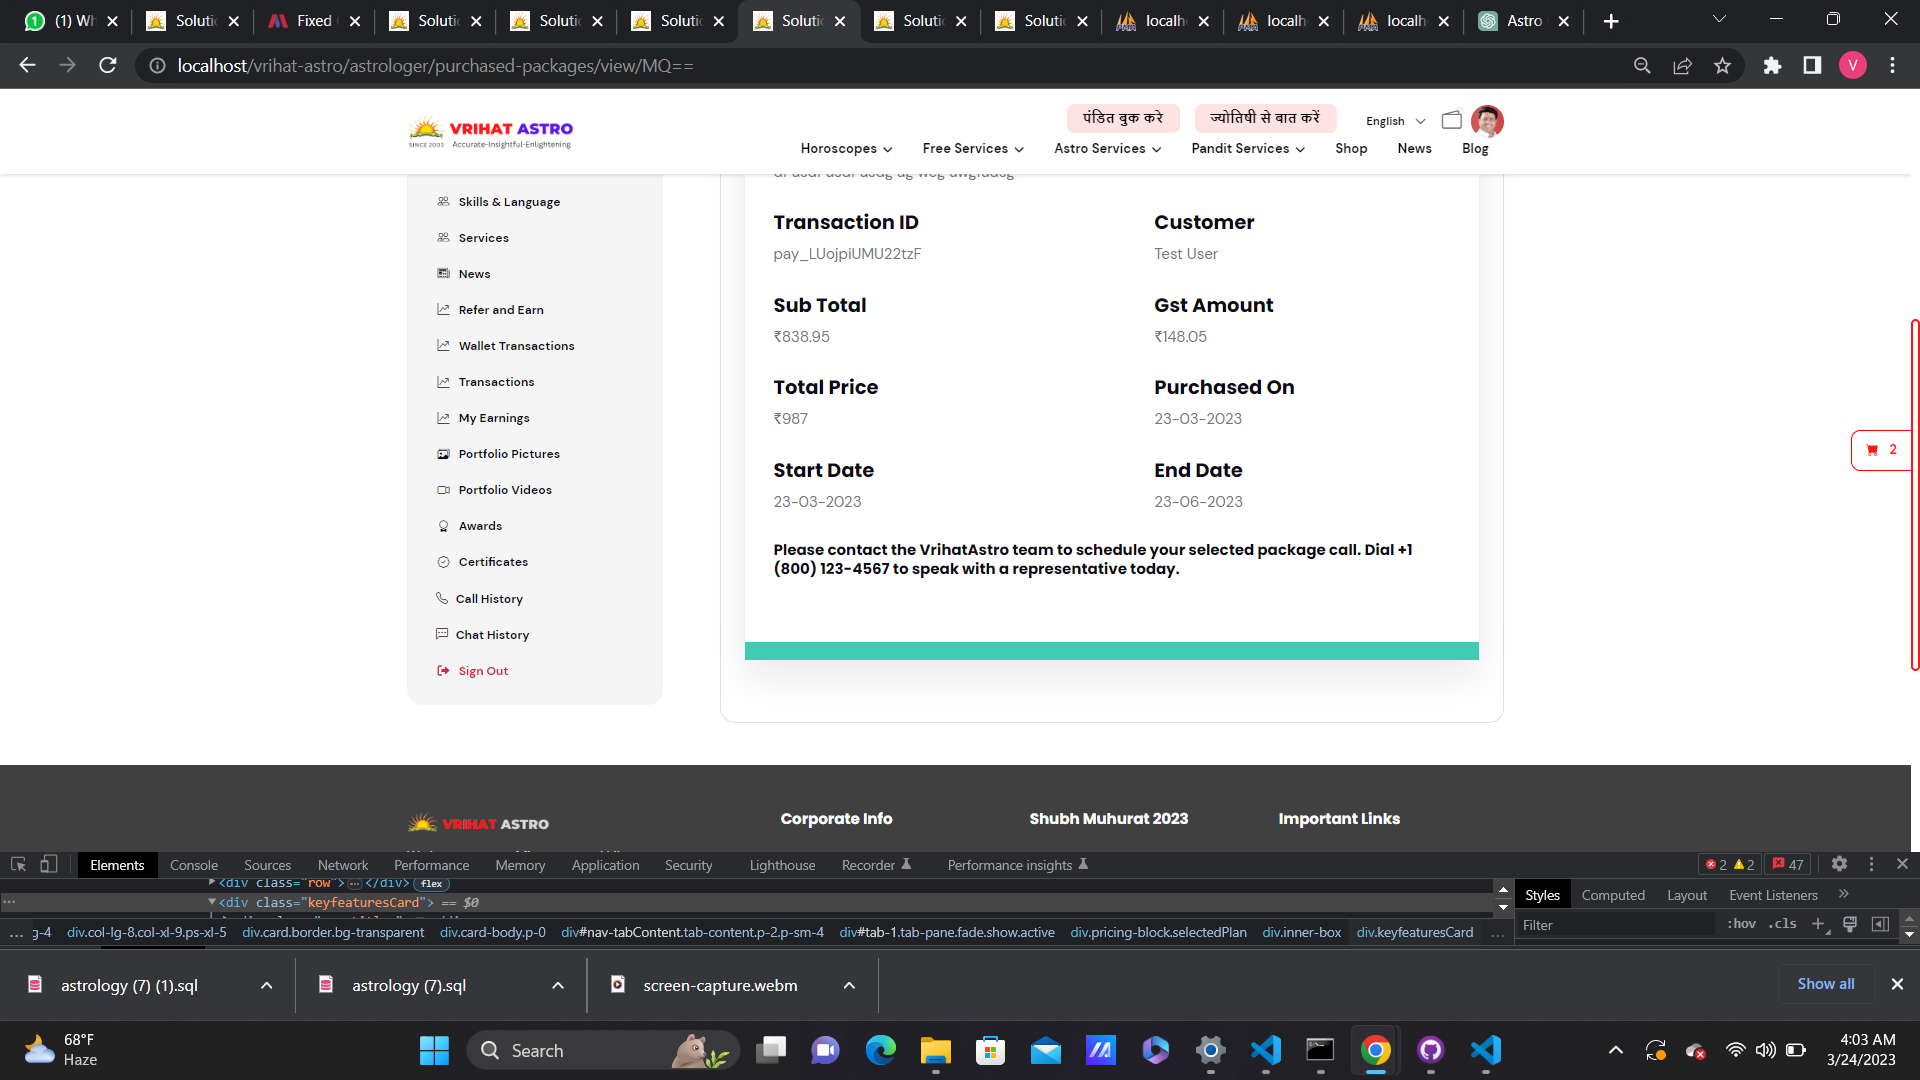 (1) Wh
Soluti
Fixed
Soluti
Soluti
Soluti
Soluti
Soluti
Soluti
localh
localh
localh
Astro
localhost/vrihat-astro/astrologer/purchased-packages/view/MQ==
V
VRIHAT ASTRO
SINCE 2003 Accurate-Insightful-Enlightening
पंडित बुक करे
ज्योतिषी से बात करें
English
Horoscopes
Free Services
Astro Services
Pandit Services
Shop
News
Blog
Skills & Language
Services
News
Refer and Earn
Wallet Transactions
Transactions
My Earnings
Portfolio Pictures
Portfolio Videos
Awards
Certificates
Call History
Chat History
Sign Out
Transaction ID
pay_LUojpiUMU22tzF
Customer
Test User
Sub Total
₹838.95
Gst Amount
₹148.05
Total Price
₹987
Purchased On
23-03-2023
Start Date
23-03-2023
End Date
23-06-2023
Please contact the VrihatAstro team to schedule your selected package call. Dial +1
(800) 123-4567 to speak with a representative today.
2
VRIHAT ASTRO
Corporate Info
Shubh Muhurat 2023
Important Links
Elements Console Sources Network Performance Memory Application Security Lighthouse Recorder Performance insights
2 2 47
<div class="row"> … </div> flex
<div class="keyfeaturesCard"> == $0
Styles Computed Layout Event Listeners »
Filter :hov .cls +
… g-4 div.col-lg-8.col-xl-9.ps-xl-5 div.card.border.bg-transparent div.card-body.p-0 div#nav-tabContent.tab-content.p-2.p-sm-4 div#tab-1.tab-pane.fade.show.active div.pricing-block.selectedPlan div.inner-box div.keyfeaturesCard …
astrology (7) (1).sql
astrology (7).sql
screen-capture.webm
Show all
68°F
Haze
Search
4:03 AM
3/24/2023